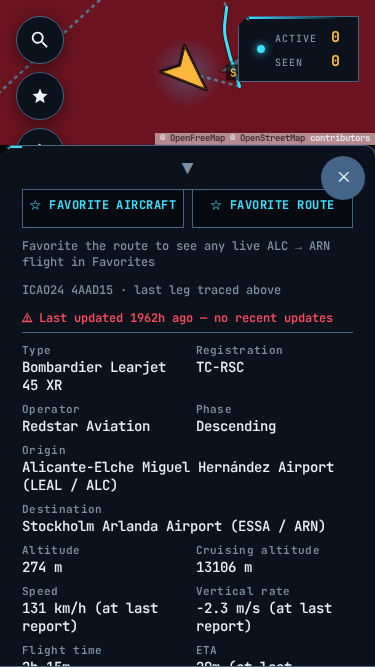 ACTIVE 0
SEEN 0
S
© OpenFreeMap © OpenStreetMap contributors
☆ FAVORITE AIRCRAFT
☆ FAVORITE ROUTE
Favorite the route to see any live ALC → ARN
flight in Favorites
ICAO24 4AAD15 · last leg traced above
⚠ Last updated 1962h ago — no recent updates
Type
Registration
Bombardier Learjet
45 XR
TC-RSC
Operator
Phase
Redstar Aviation
Descending
Origin
Alicante-Elche Miguel Hernández Airport
(LEAL / ALC)
Destination
Stockholm Arlanda Airport (ESSA / ARN)
Altitude
Cruising altitude
274 m
13106 m
Speed
Vertical rate
131 km/h (at last
report)
-2.3 m/s (at last
report)
Flight time
ETA